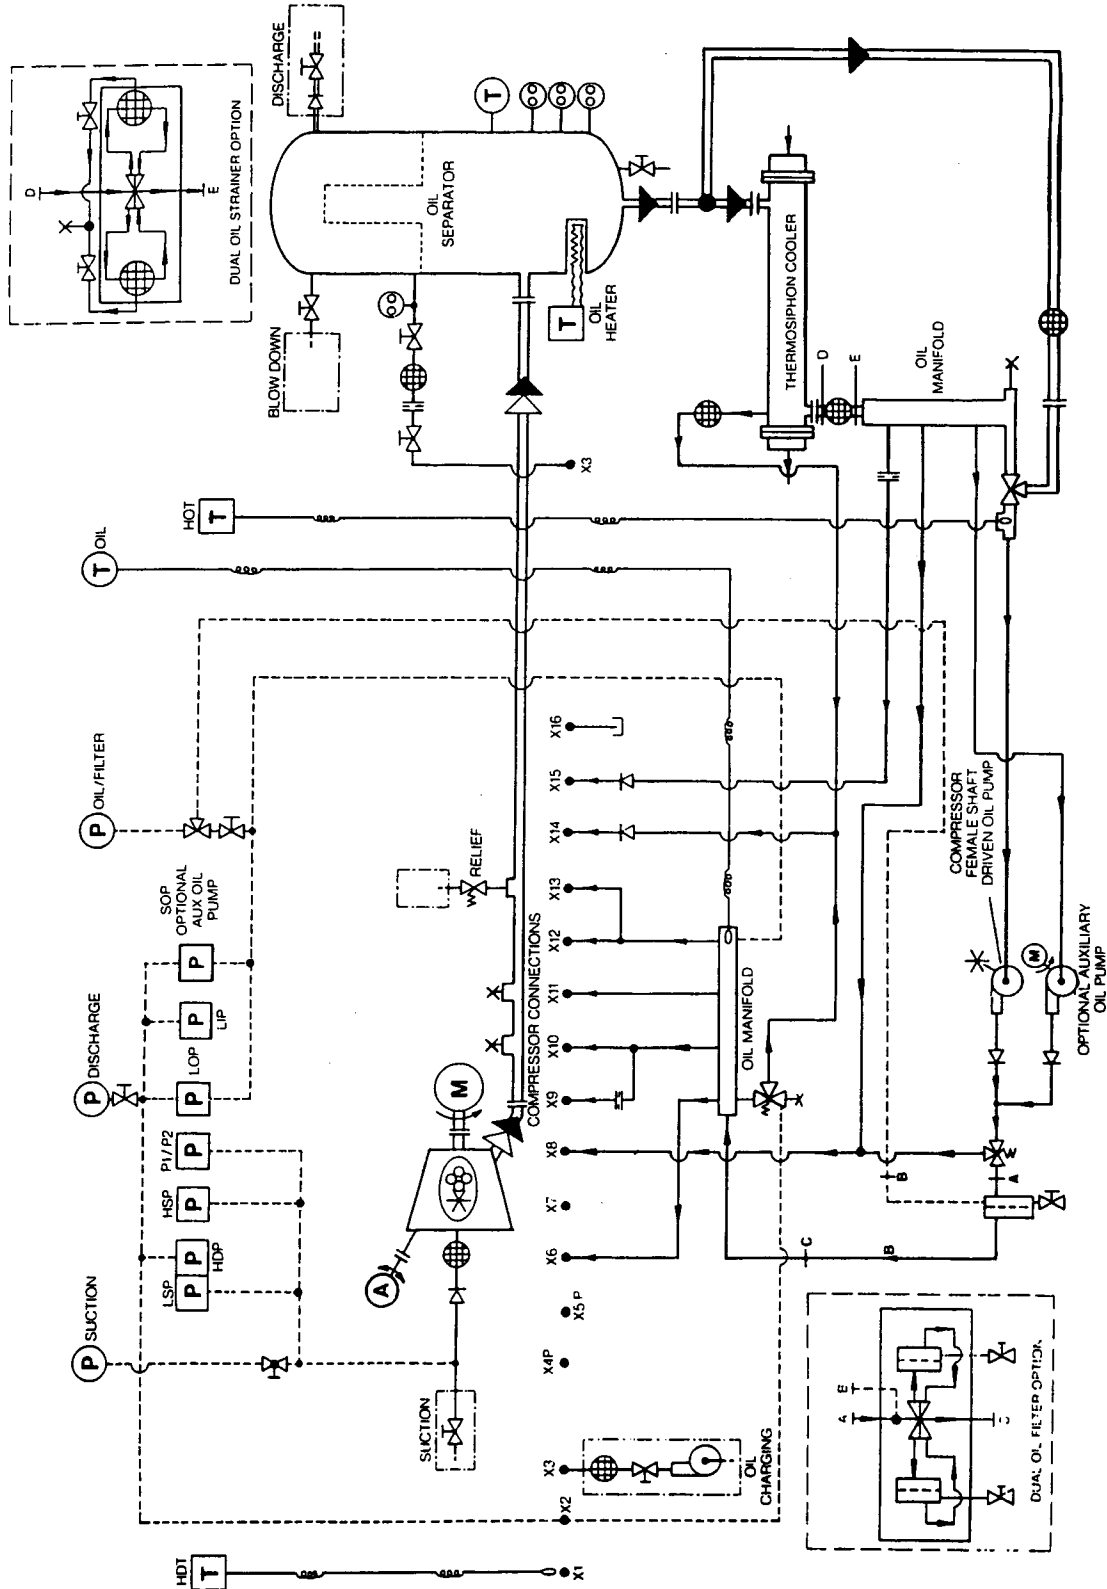 HDT
T
X1
X2
P
SUCTION
LSP
P
P
HDP
HSP
P
P1/P2
P
P
DISCHARGE
LOP
P
P
LIP
SOP
OPTIONAL
AUX OIL
PUMP
P
P
OIL/FILTER
T
OIL
HOT
T
BLOW DOWN
DISCHARGE
D
E
DUAL OIL STRAINER OPTION
OIL
SEPARATOR
T
T
OIL
HEATER
SUCTION
A
M
RELIEF
COMPRESSOR CONNECTIONS
X3
X4P
X5P
X6
X7
X8
X9
X10
X11
X12
X13
X14
X15
X16
X3
OIL
CHARGING
OIL MANIFOLD
THERMOSIPHON COOLER
D
E
OIL
MANIFOLD
COMPRESSOR
FEMALE SHAFT
DRIVEN OIL PUMP
M
OPTIONAL AUXILIARY
OIL PUMP
C
B
B
A
A
E
DUAL OIL FILTER OPTION